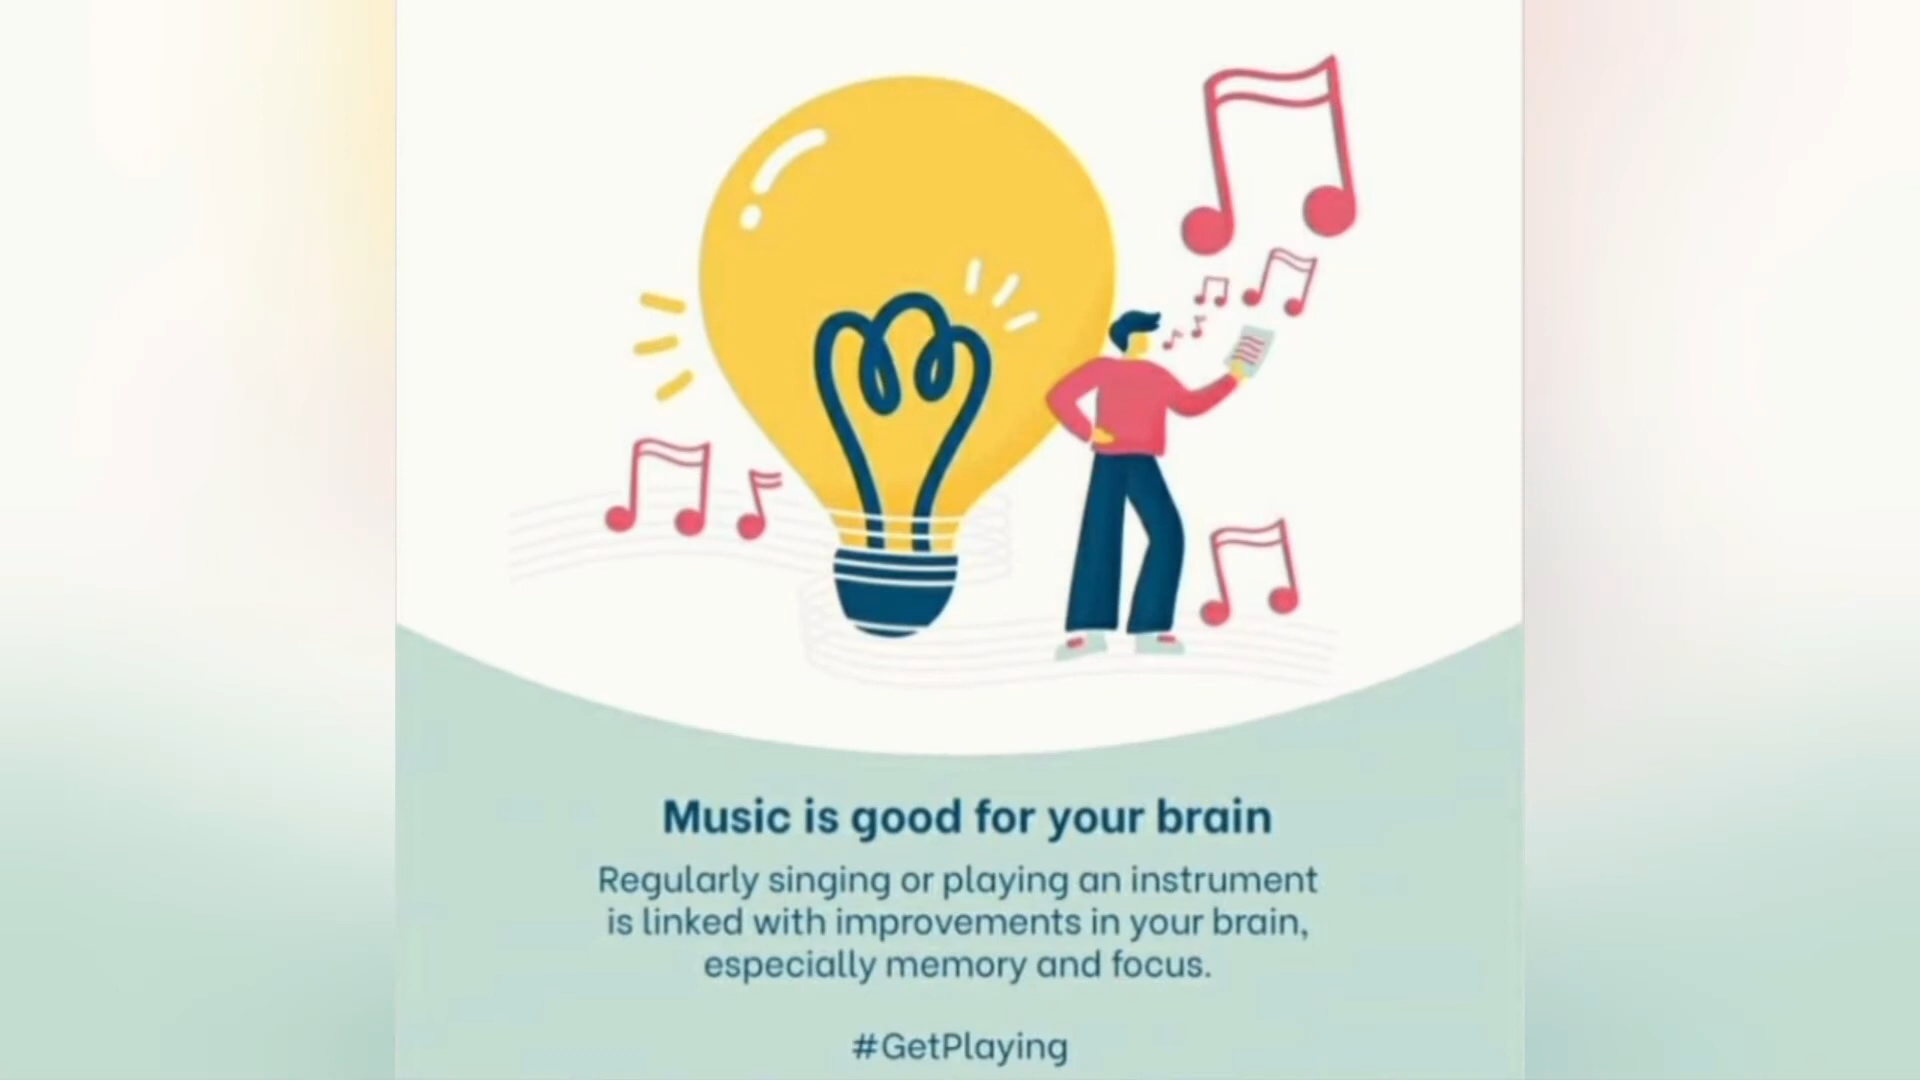 Music is good for your brain
Regularly singing or playing an instrument
is linked with improvements in your brain,
especially memory and focus.
#GetPlaying